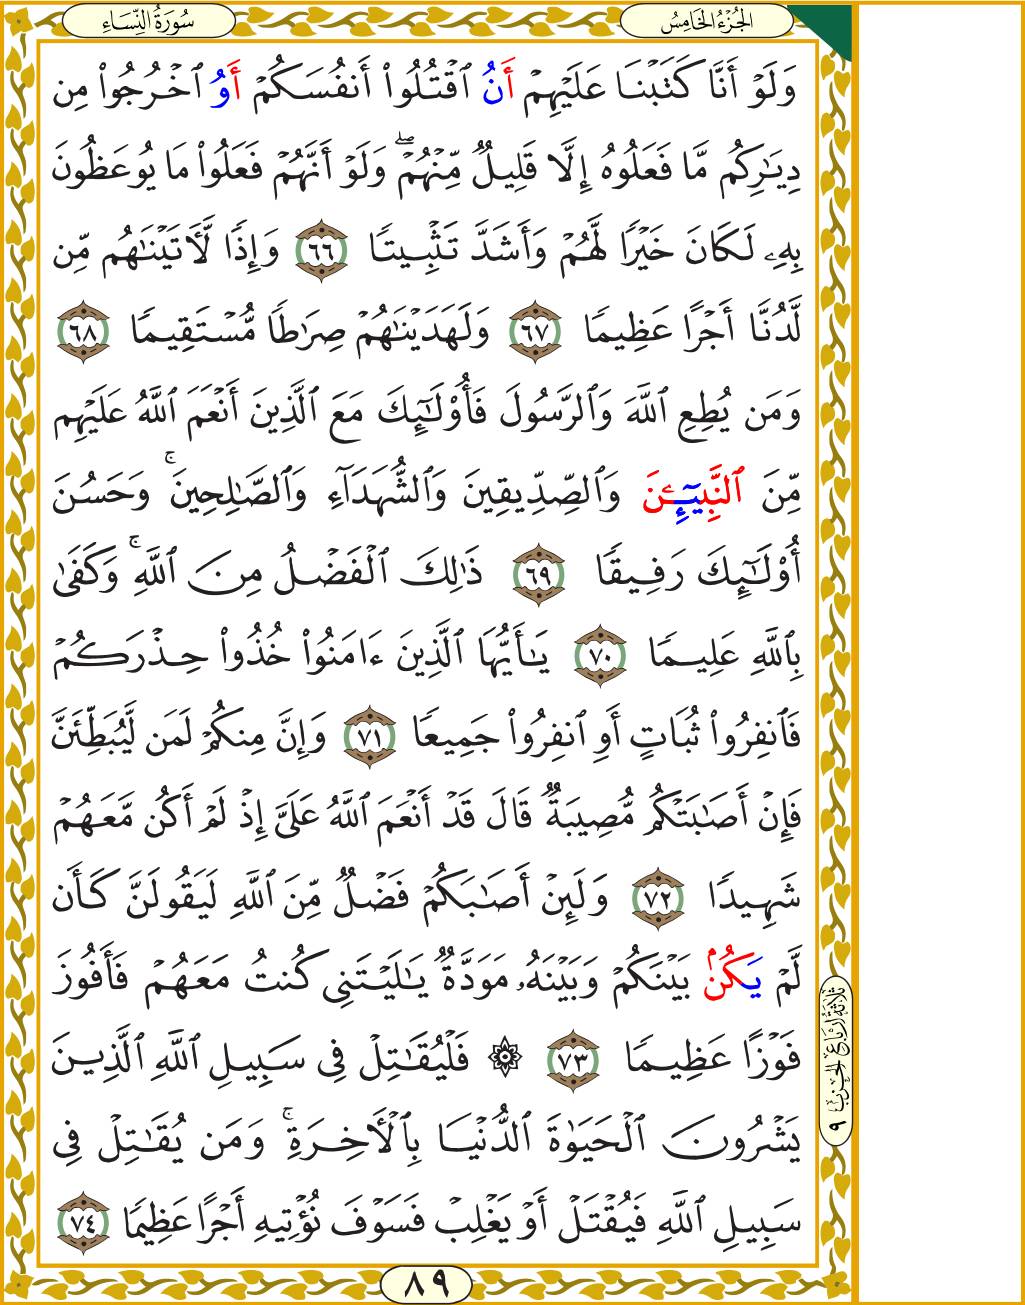 الجُزْءُ الخَامِسُ
سُورَةُ النِّسَاءِ
وَلَوۡ أَنَّا كَتَبۡنَا عَلَيۡهِمۡ أَنُ ٱقۡتُلُوٓاْ أَنفُسَكُمۡ أَوُ ٱخۡرُجُواْ مِن
دِيَٰرِكُم مَّا فَعَلُوهُ إِلَّا قَلِيلٞ مِّنۡهُمۡۖ وَلَوۡ أَنَّهُمۡ فَعَلُواْ مَا يُوعَظُونَ
بِهِۦ لَكَانَ خَيۡرٗا لَّهُمۡ وَأَشَدَّ تَثۡبِيتٗا ٦٦ وَإِذٗا لَّأٓتَيۡنَٰهُم مِّن
لَّدُنَّآ أَجۡرًا عَظِيمٗا ٦٧ وَلَهَدَيۡنَٰهُمۡ صِرَٰطٗا مُّسۡتَقِيمٗا ٦٨
وَمَن يُطِعِ ٱللَّهَ وَٱلرَّسُولَ فَأُوْلَٰٓئِكَ مَعَ ٱلَّذِينَ أَنۡعَمَ ٱللَّهُ عَلَيۡهِم
مِّنَ ٱلنَّبِيٓـِٔينَ وَٱلصِّدِّيقِينَ وَٱلشُّهَدَآءِ وَٱلصَّٰلِحِينَۚ وَحَسُنَ
أُوْلَٰٓئِكَ رَفِيقٗا ٦٩ ذَٰلِكَ ٱلۡفَضۡلُ مِنَ ٱللَّهِۚ وَكَفَىٰ
بِٱللَّهِ عَلِيمٗا ٧٠ يَٰٓأَيُّهَا ٱلَّذِينَ ءَامَنُواْ خُذُواْ حِذۡرَكُمۡ
فَٱنفِرُواْ ثُبَاتٍ أَوِ ٱنفِرُواْ جَمِيعٗا ٧١ وَإِنَّ مِنكُمۡ لَمَن لَّيُبَطِّئَنَّ
فَإِنۡ أَصَٰبَتۡكُم مُّصِيبَةٞ قَالَ قَدۡ أَنۡعَمَ ٱللَّهُ عَلَيَّ إِذۡ لَمۡ أَكُن مَّعَهُمۡ
شَهِيدٗا ٧٢ وَلَئِنۡ أَصَٰبَكُمۡ فَضۡلٞ مِّنَ ٱللَّهِ لَيَقُولَنَّ كَأَن
لَّمۡ يَكُنۢ بَيۡنَكُمۡ وَبَيۡنَهُۥ مَوَدَّةٞ يَٰلَيۡتَنِي كُنتُ مَعَهُمۡ فَأَفُوزَ
فَوۡزًا عَظِيمٗا ٧٣ ۞ فَلۡيُقَٰتِلۡ فِي سَبِيلِ ٱللَّهِ ٱلَّذِينَ
يَشۡرُونَ ٱلۡحَيَوٰةَ ٱلدُّنۡيَا بِٱلۡأٓخِرَةِۚ وَمَن يُقَٰتِلۡ فِي
سَبِيلِ ٱللَّهِ فَيُقۡتَلۡ أَوۡ يَغۡلِبۡ فَسَوۡفَ نُؤۡتِيهِ أَجۡرًا عَظِيمٗا ٧٤
ثلاثة أرباع الحزب ٩
٨٩